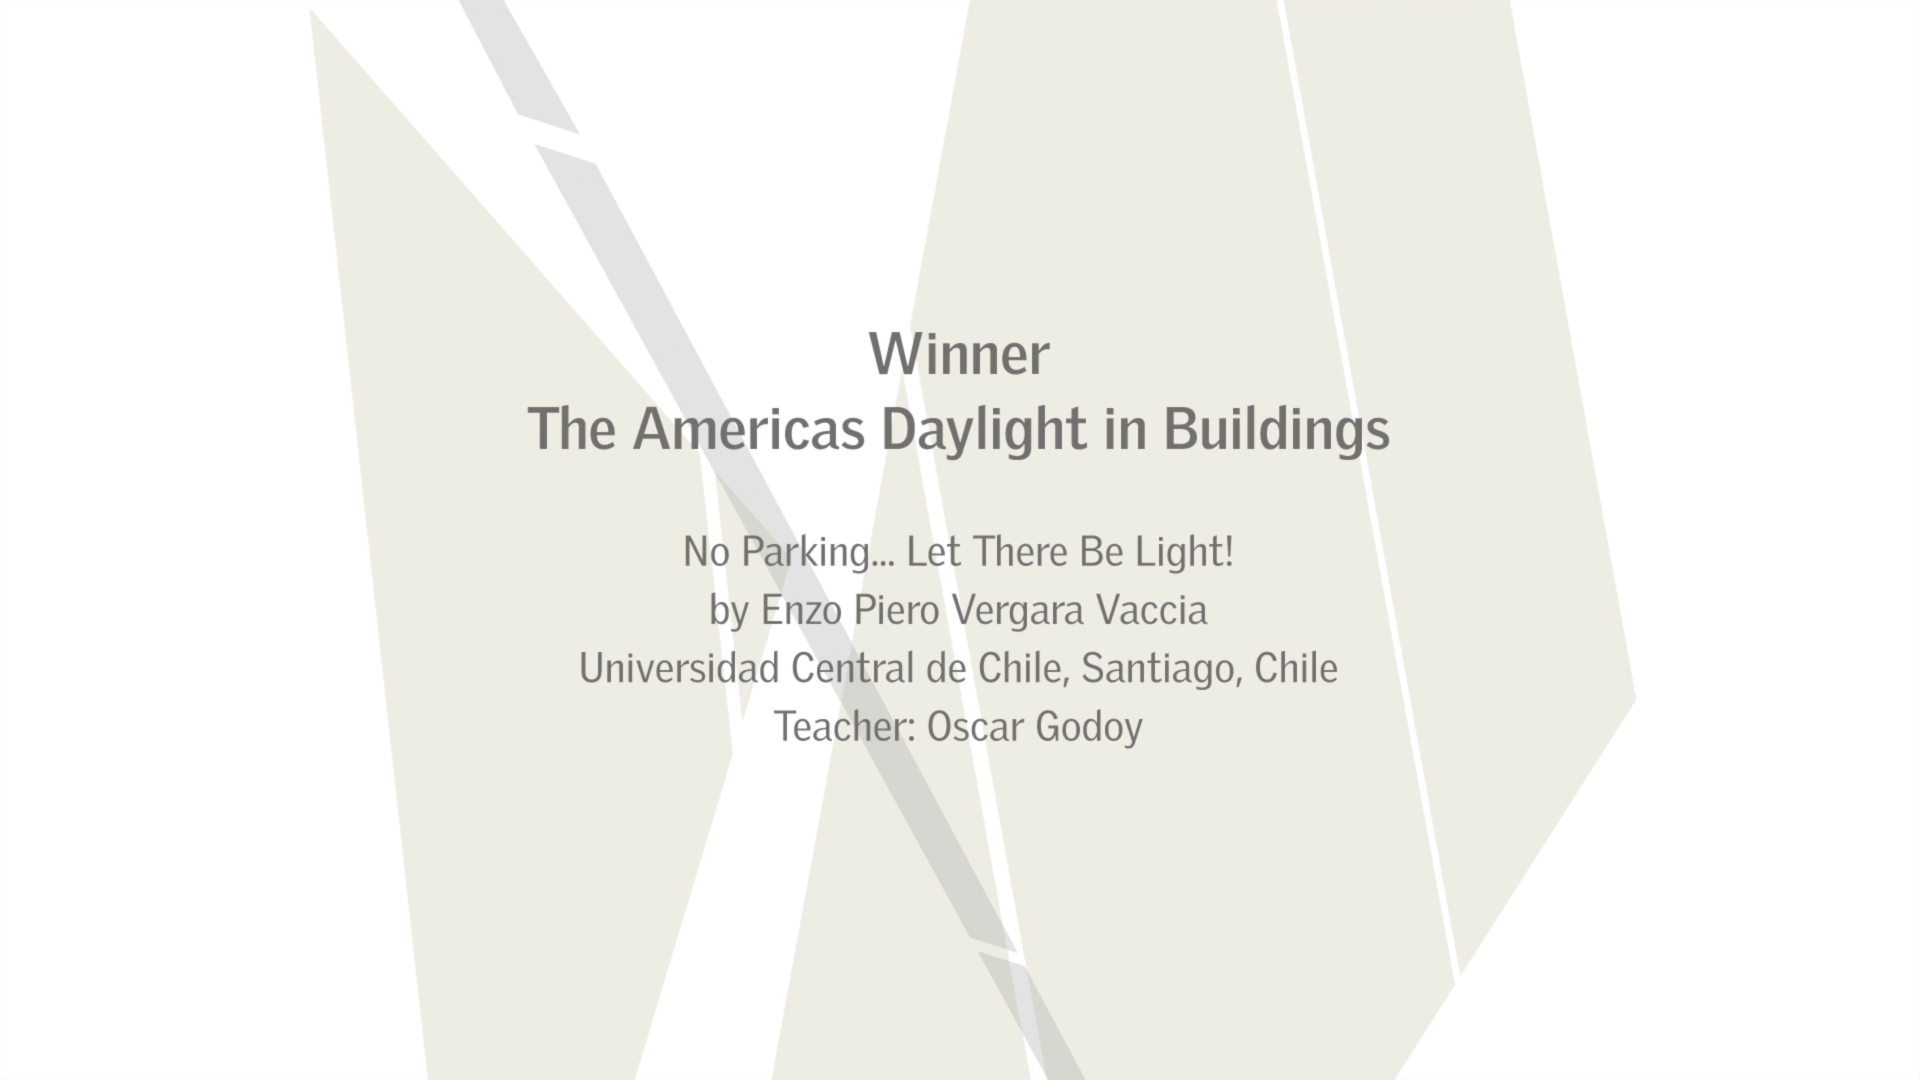 Winner
The Americas Daylight in Buildings
No Parking... Let There Be Light!
by Enzo Piero Vergara Vaccia
Universidad Central de Chile, Santiago, Chile
Teacher: Oscar Godoy